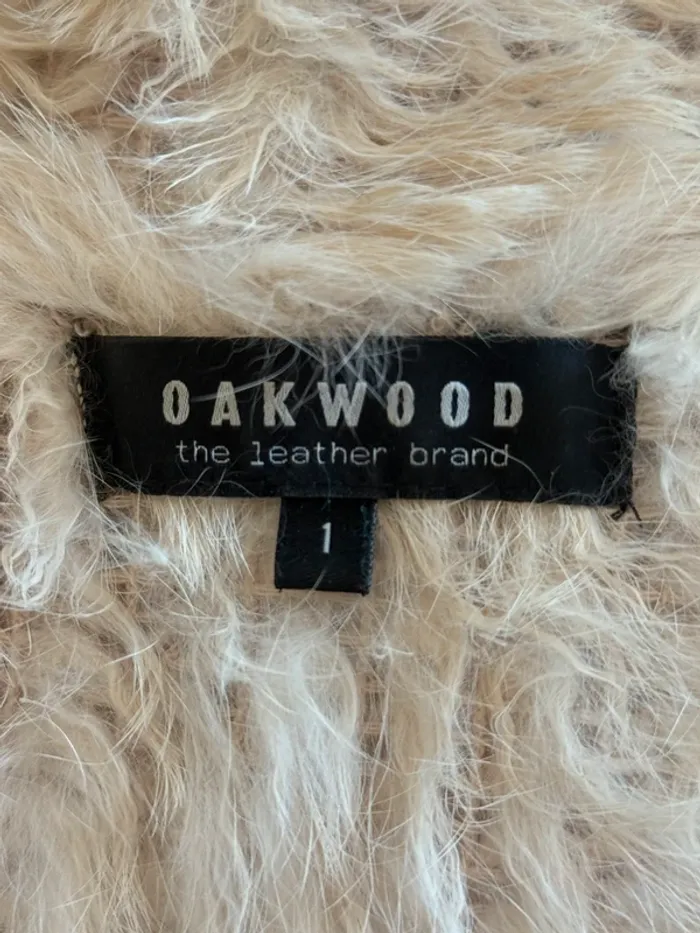 OAKWOOD
the leather brand
1